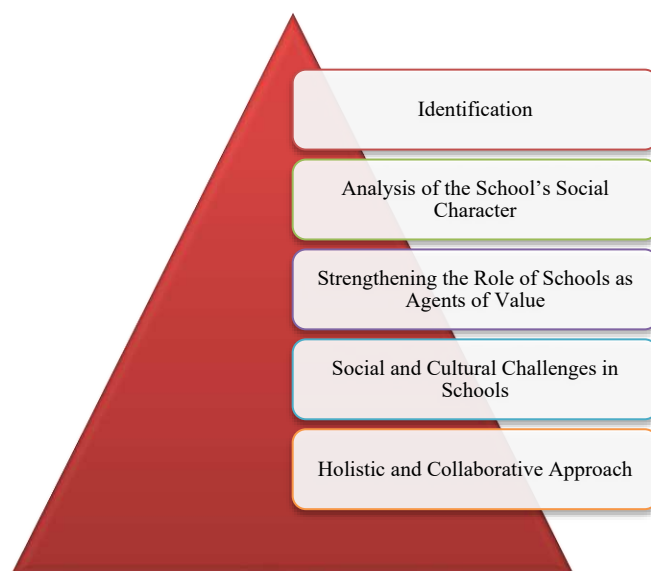 Identification
Analysis of the School’s Social
Character
Strengthening the Role of Schools as
Agents of Value
Social and Cultural Challenges in
Schools
Holistic and Collaborative Approach